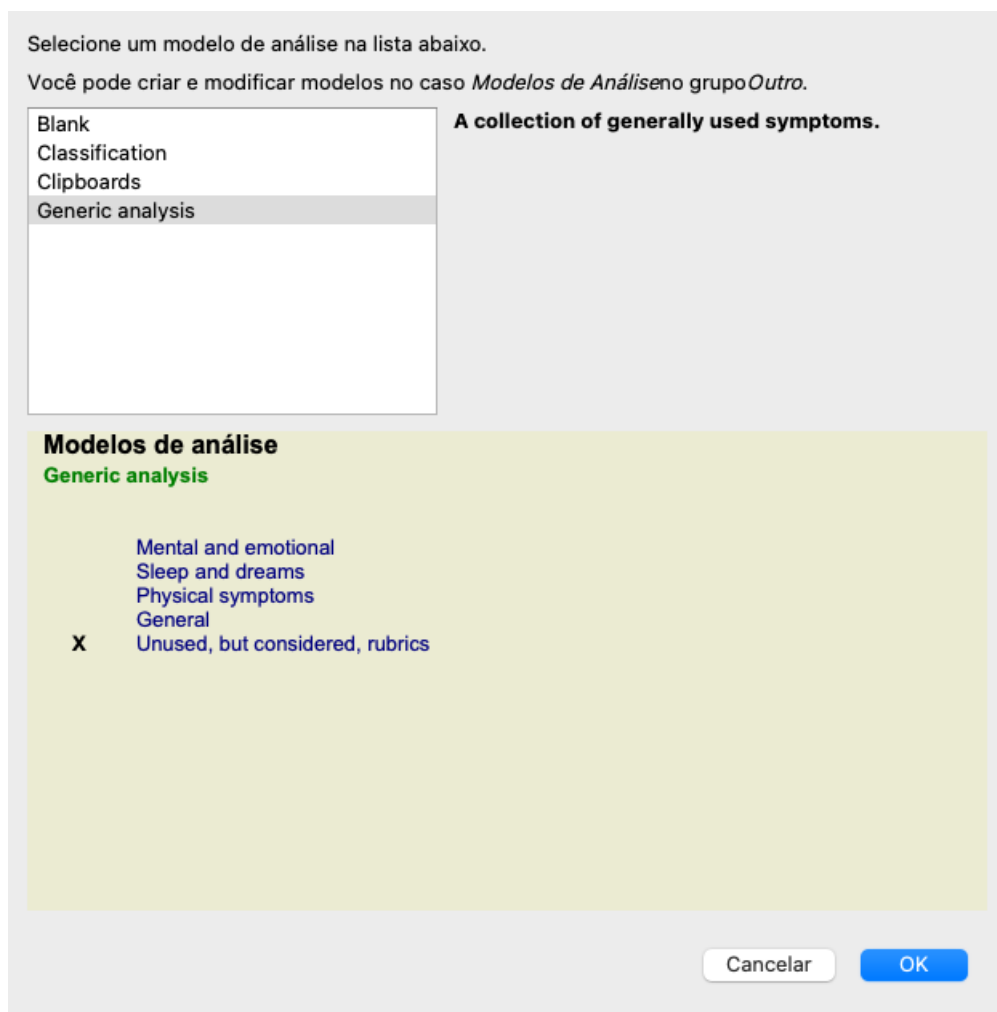 Selecione um modelo de análise na lista abaixo.
Você pode criar e modificar modelos no caso Modelos de Análiseno grupoOutro.
Blank
Classification
Clipboards
Generic analysis
A collection of generally used symptoms.
Modelos de análise
Generic analysis
Mental and emotional
Sleep and dreams
Physical symptoms
General
X Unused, but considered, rubrics
Cancelar OK